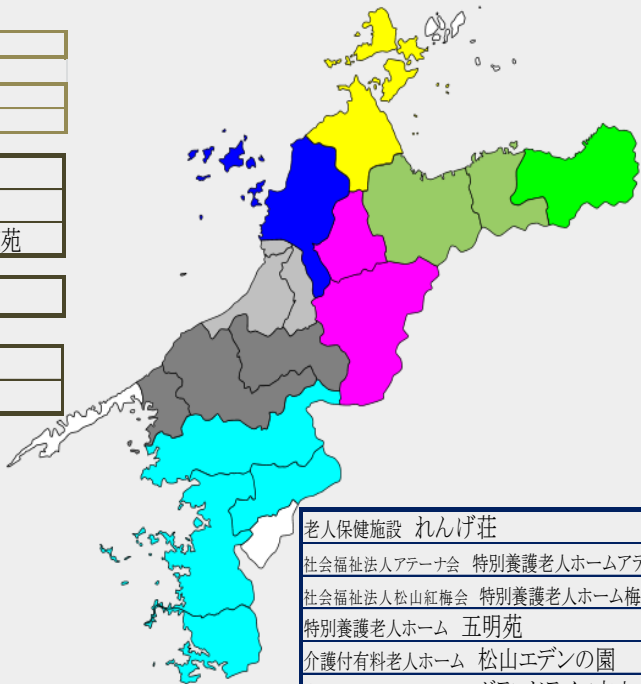 苑
老人保健施設 れんげ荘
社会福祉法人アテーナ会 特別養護老人ホームアテ
社会福祉法人松山紅梅会 特別養護老人ホーム梅
特別養護老人ホーム 五明苑
介護付有料老人ホーム 松山エデンの園